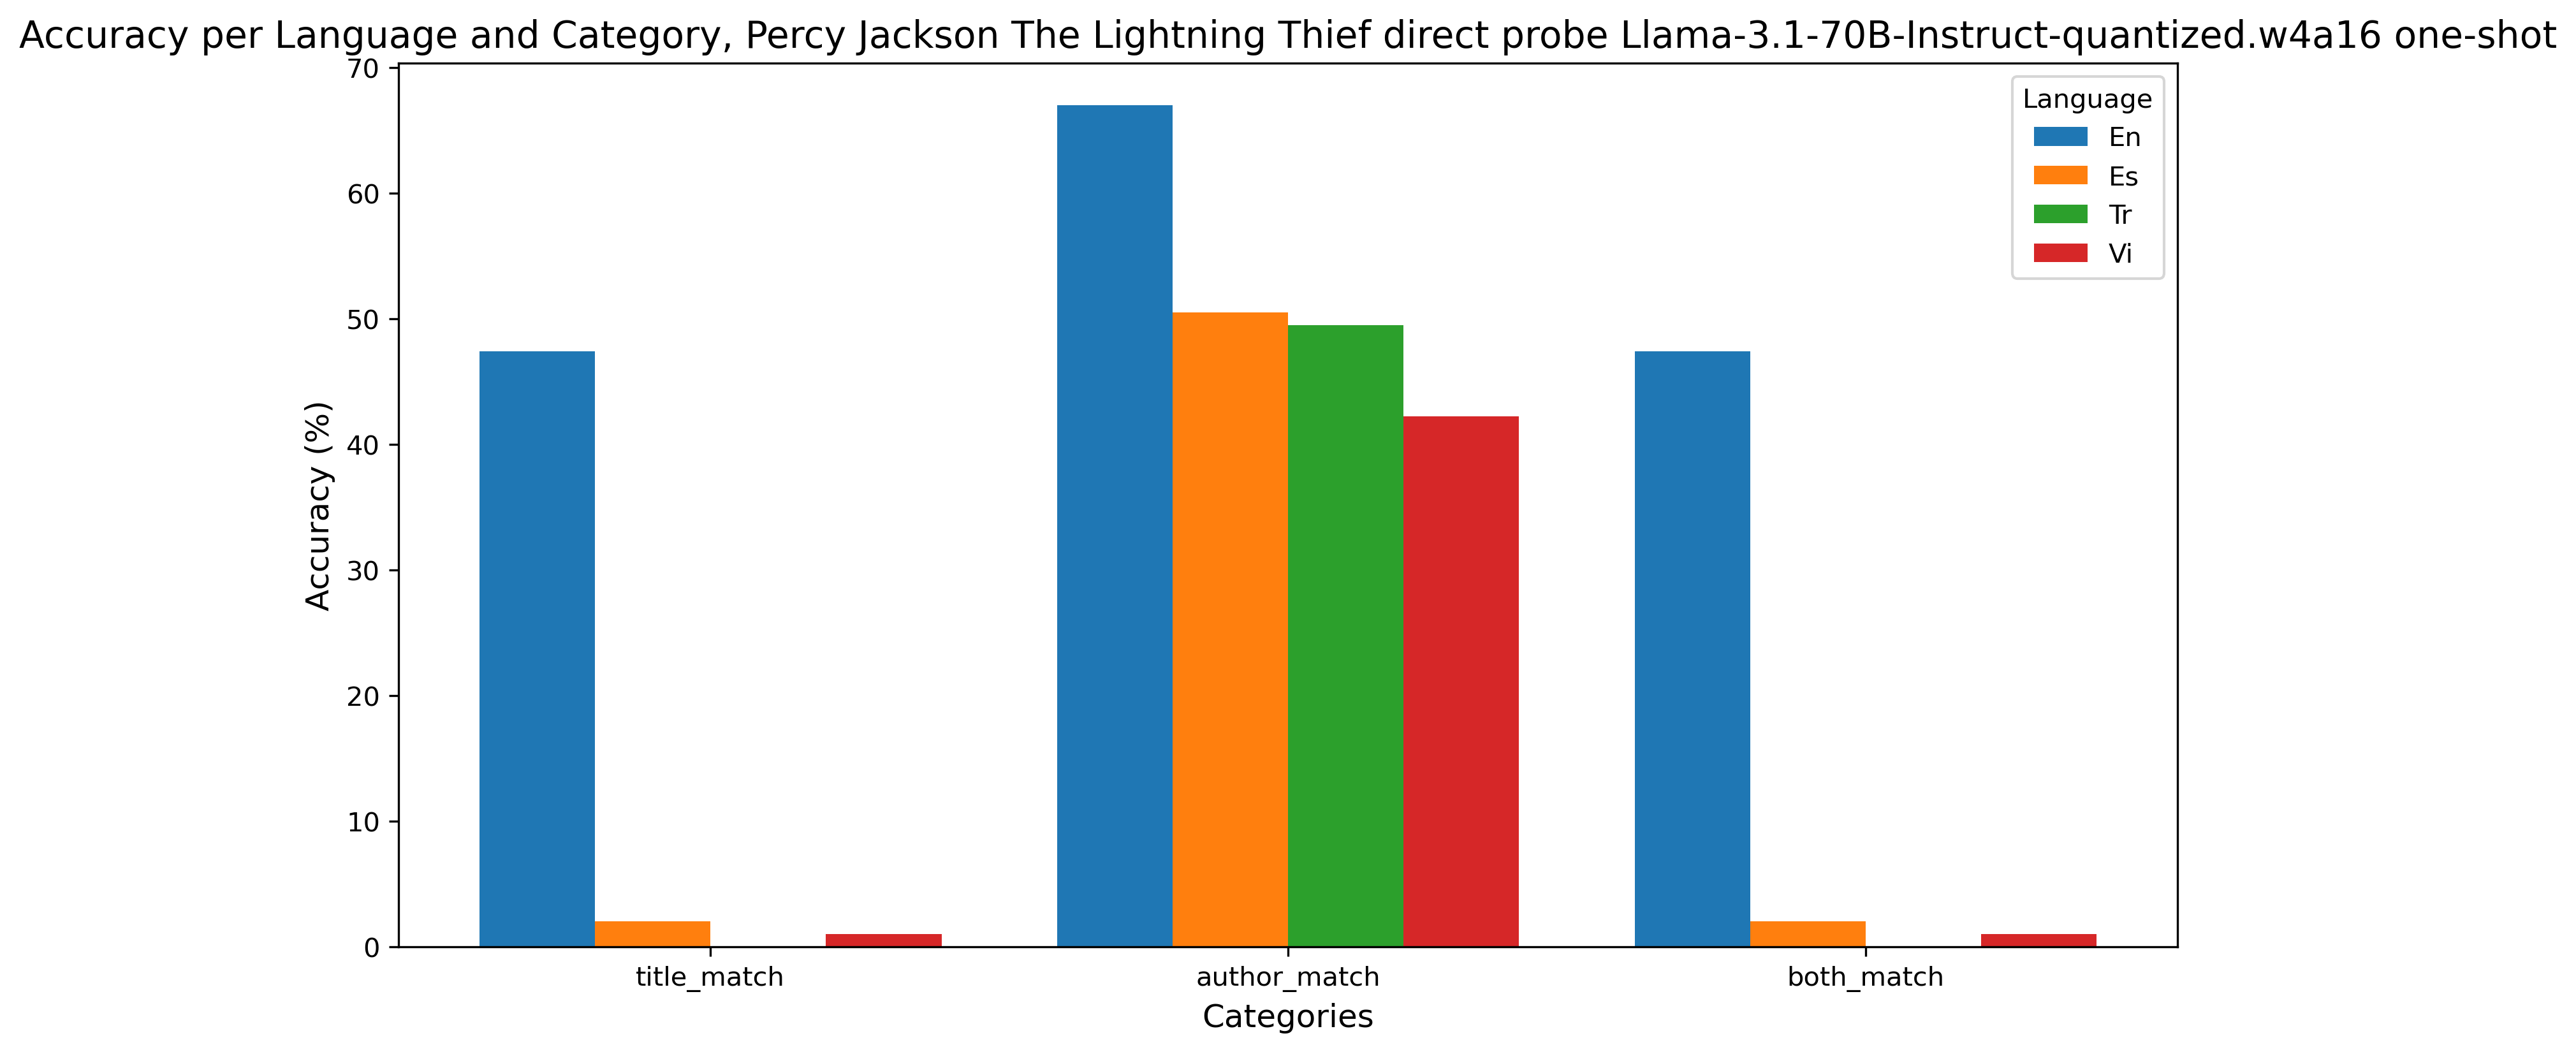 Accuracy per Language and Category, Percy Jackson The Lightning Thief direct probe Llama-3.1-70B-Instruct-quantized.w4a16 one-shot
70
60
50
40
30
20
10
0
Accuracy (%)
title_match
author_match
both_match
Categories
Language
En
Es
Tr
Vi